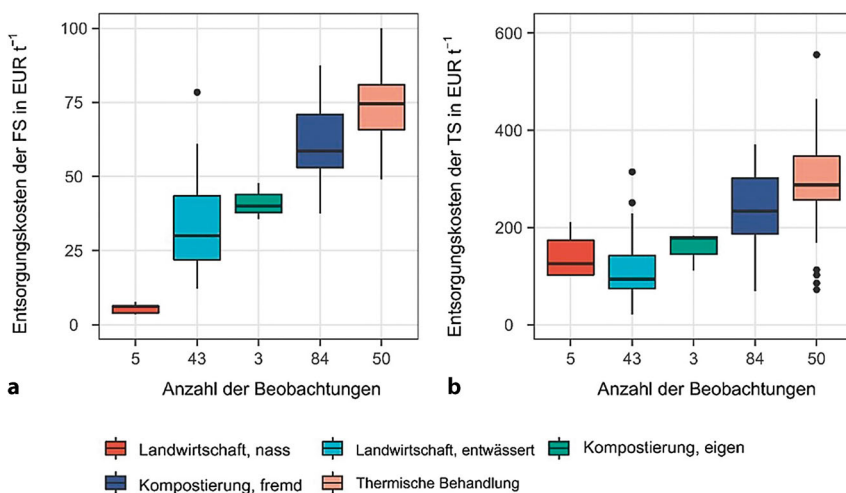 Entsorgungskosten der FS in EUR t⁻¹
100
75
50
25
0
5 43 3 84 50
Anzahl der Beobachtungen
a
Entsorgungskosten der TS in EUR t⁻¹
600
400
200
0
5 43 3 84 50
Anzahl der Beobachtungen
b
Landwirtschaft, nass
Landwirtschaft, entwässert
Kompostierung, eigen
Kompostierung, fremd
Thermische Behandlung